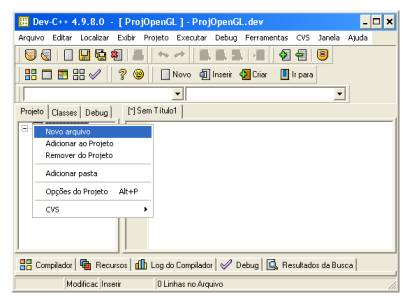 Dev-C++ 4.9.8.0 - [ ProjOpenGL ] - ProjOpenGL.dev
Arquivo Editar Localizar Exibir Projeto Executar Debug Ferramentas CVS Janela Ajuda
Novo Inserir Criar Ir para
Projeto Classes Debug [*] Sem Título1
Novo arquivo
Adicionar ao Projeto
Remover do Projeto
Adicionar pasta
Opções do Projeto Alt+P
CVS
Compilador Recursos Log do Compilador Debug Resultados da Busca
Modificac Inserir 0 Linhas no Arquivo